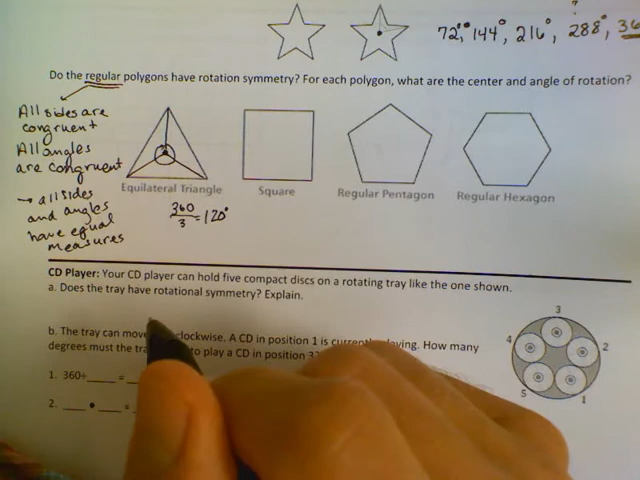 72°, 144°, 216°, 288°, 36
?
Do the regular polygons have rotation symmetry? For each polygon, what are the center and angle of rotation?
All sides are
congruent
All angles
are congruent
→ all sides
and angles
have equal
measures
Equilateral Triangle
Square
Regular Pentagon
Regular Hexagon
360/3 = 120°
CD Player: Your CD player can hold five compact discs on a rotating tray like the one shown.
a. Does the tray have rotational symmetry? Explain.
b. The tray can move clockwise. A CD in position 1 is currently playing. How many
degrees must the tra to play a CD in position 3?
1. 360÷____ = _
2. ___ • ___ = _
3
4
2
5
1